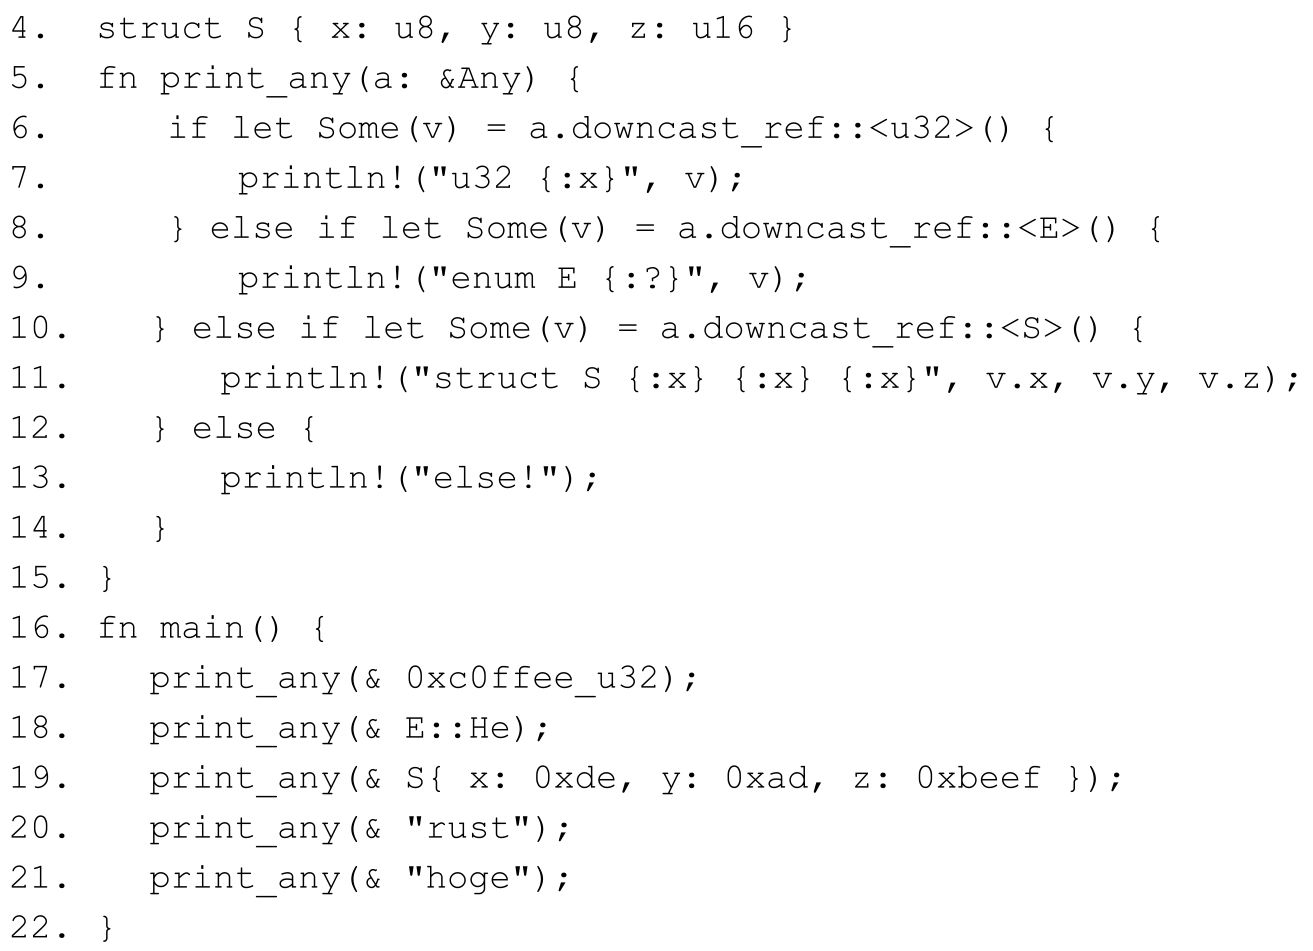 4. struct S { x: u8, y: u8, z: u16 }
5. fn print_any(a: &Any) {
6. if let Some(v) = a.downcast_ref::<u32>() {
7. println!("u32 {:x}", v);
8. } else if let Some(v) = a.downcast_ref::<E>() {
9. println!("enum E {:?}", v);
10. } else if let Some(v) = a.downcast_ref::<S>() {
11. println!("struct S {:x} {:x} {:x}", v.x, v.y, v.z);
12. } else {
13. println!("else!");
14. }
15. }
16. fn main() {
17. print_any(& 0xc0ffee_u32);
18. print_any(& E::He);
19. print_any(& S{ x: 0xde, y: 0xad, z: 0xbeef });
20. print_any(& "rust");
21. print_any(& "hoge");
22. }